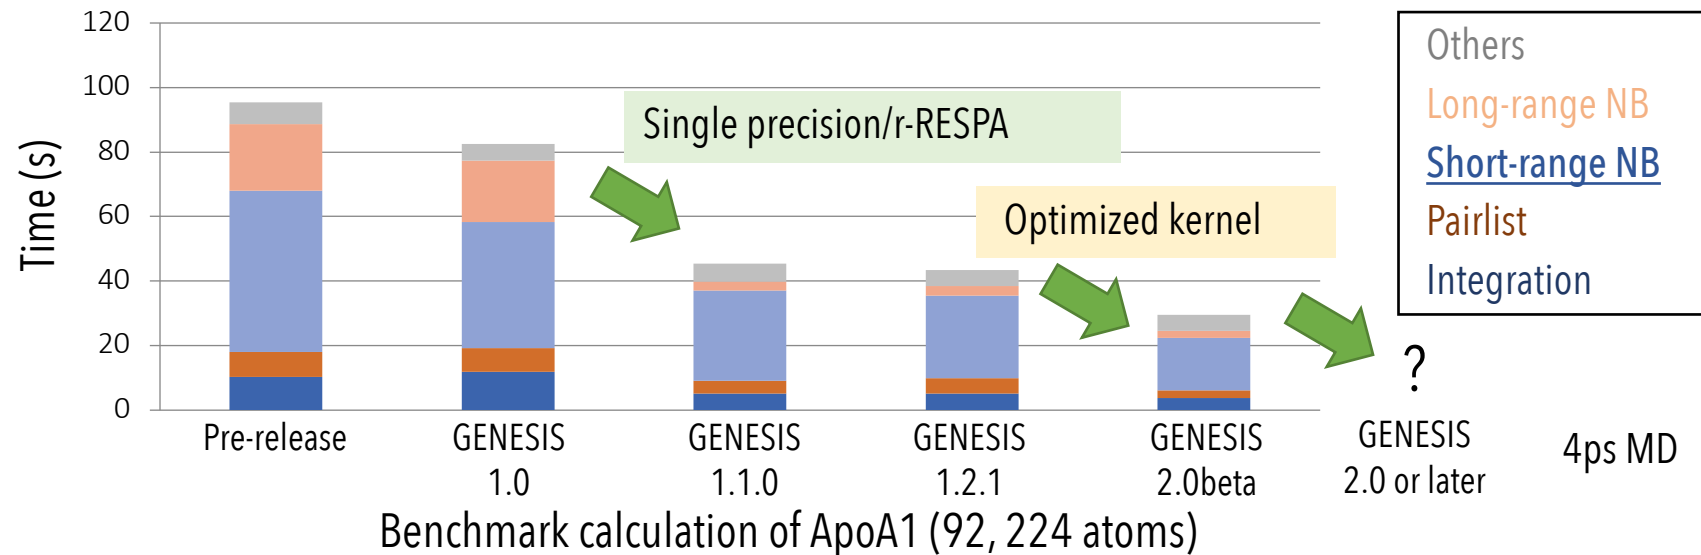 120
100
80
60
40
20
0
Time (s)
Single precision/r-RESPA
Optimized kernel
Others
Long-range NB
Short-range NB
Pairlist
Integration
?
Pre-release
GENESIS
1.0
GENESIS
1.1.0
GENESIS
1.2.1
GENESIS
2.0beta
GENESIS
2.0 or later
4ps MD
Benchmark calculation of ApoA1 (92, 224 atoms)